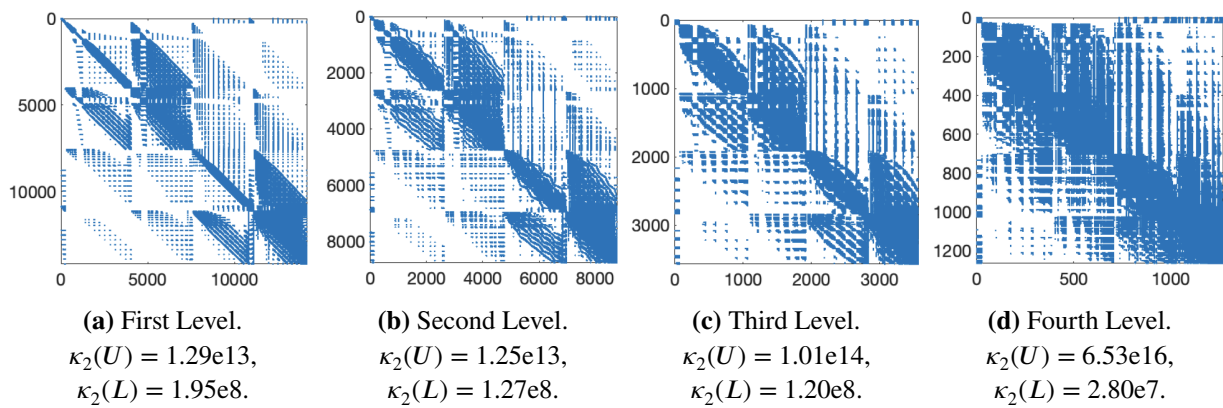 0
5000
10000
0 5000 10000
0
2000
4000
6000
8000
0 2000 4000 6000 8000
0
1000
2000
3000
0 1000 2000 3000
0
200
400
600
800
1000
1200
0 500 1000
(a) First Level.
κ₂(U) = 1.29e13,
κ₂(L) = 1.95e8.
(b) Second Level.
κ₂(U) = 1.25e13,
κ₂(L) = 1.27e8.
(c) Third Level.
κ₂(U) = 1.01e14,
κ₂(L) = 1.20e8.
(d) Fourth Level.
κ₂(U) = 6.53e16,
κ₂(L) = 2.80e7.